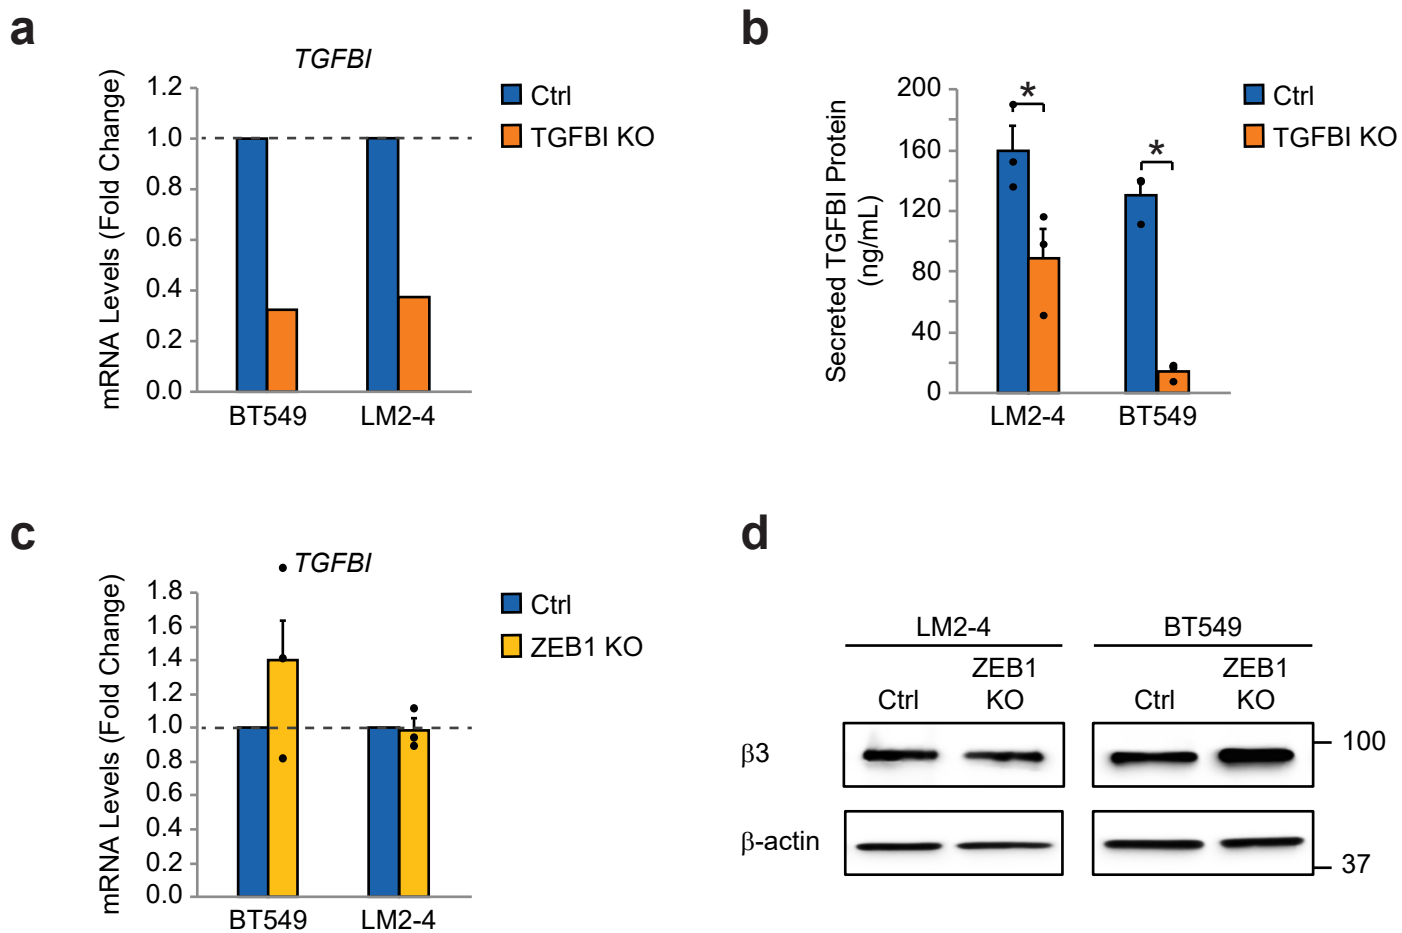 a
TGFBI
mRNA Levels (Fold Change)
1.2
1.0
0.8
0.6
0.4
0.2
0.0
BT549 LM2-4
Ctrl
TGFBI KO
b
Secreted TGFBI Protein
(ng/mL)
200
160
120
80
40
0
*
*
LM2-4 BT549
Ctrl
TGFBI KO
c
TGFBI
mRNA Levels (Fold Change)
1.8
1.6
1.4
1.2
1.0
0.8
0.6
0.4
0.2
0.0
BT549 LM2-4
Ctrl
ZEB1 KO
d
LM2-4 BT549
Ctrl ZEB1 KO Ctrl ZEB1 KO
β3 100
β-actin 37